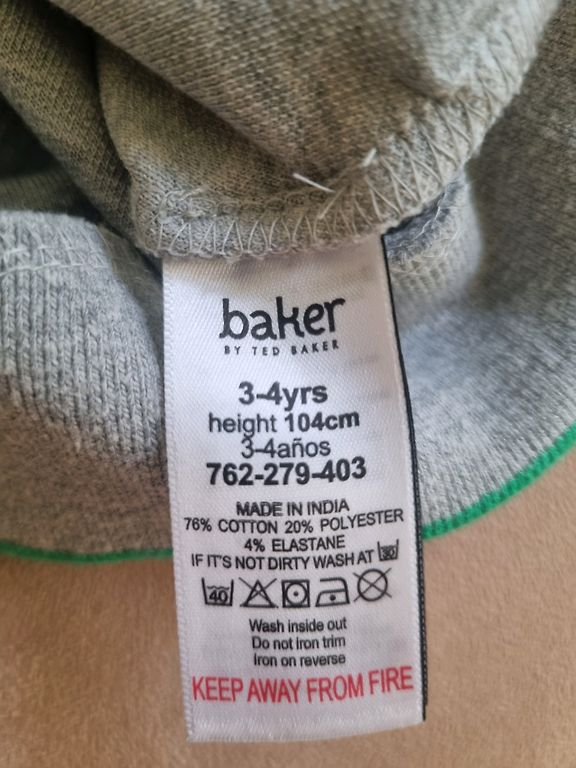 baker
BY TED BAKER
3-4yrs
height 104cm
3-4años
762-279-403
MADE IN INDIA
76% COTTON 20% POLYESTER
4% ELASTANE
IF IT'S NOT DIRTY WASH AT 30
40
Wash inside out
Do not iron trim
Iron on reverse
KEEP AWAY FROM FIRE